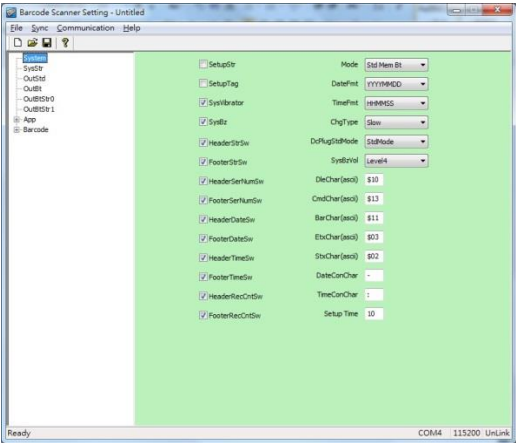 Barcode Scanner Setting - Untitled
File Sync Communication Help
System
SysStr
OutStd
OutBt
OutBtStr0
OutBtStr1
App
Barcode
SetupStr Mode Std Mem Bt
SetupTag DateFmt YYYYMMDD
SysVibrator TimeFmt HHMMSS
SysBz ChgType Slow
HeaderStrSw DcPlugStdMode StdMode
FooterStrSw SysBzVol Level4
HeaderSerNumSw DleChar(ascii) $10
FooterSerNumSw CmdChar(ascii) $13
HeaderDateSw BarChar(ascii) $11
FooterDateSw EtxChar(ascii) $03
HeaderTimeSw StxChar(ascii) $02
FooterTimeSw DateConChar -
HeaderRecCntSw TimeConChar :
FooterRecCntSw Setup Time 10
Ready COM4 115200 UnLink